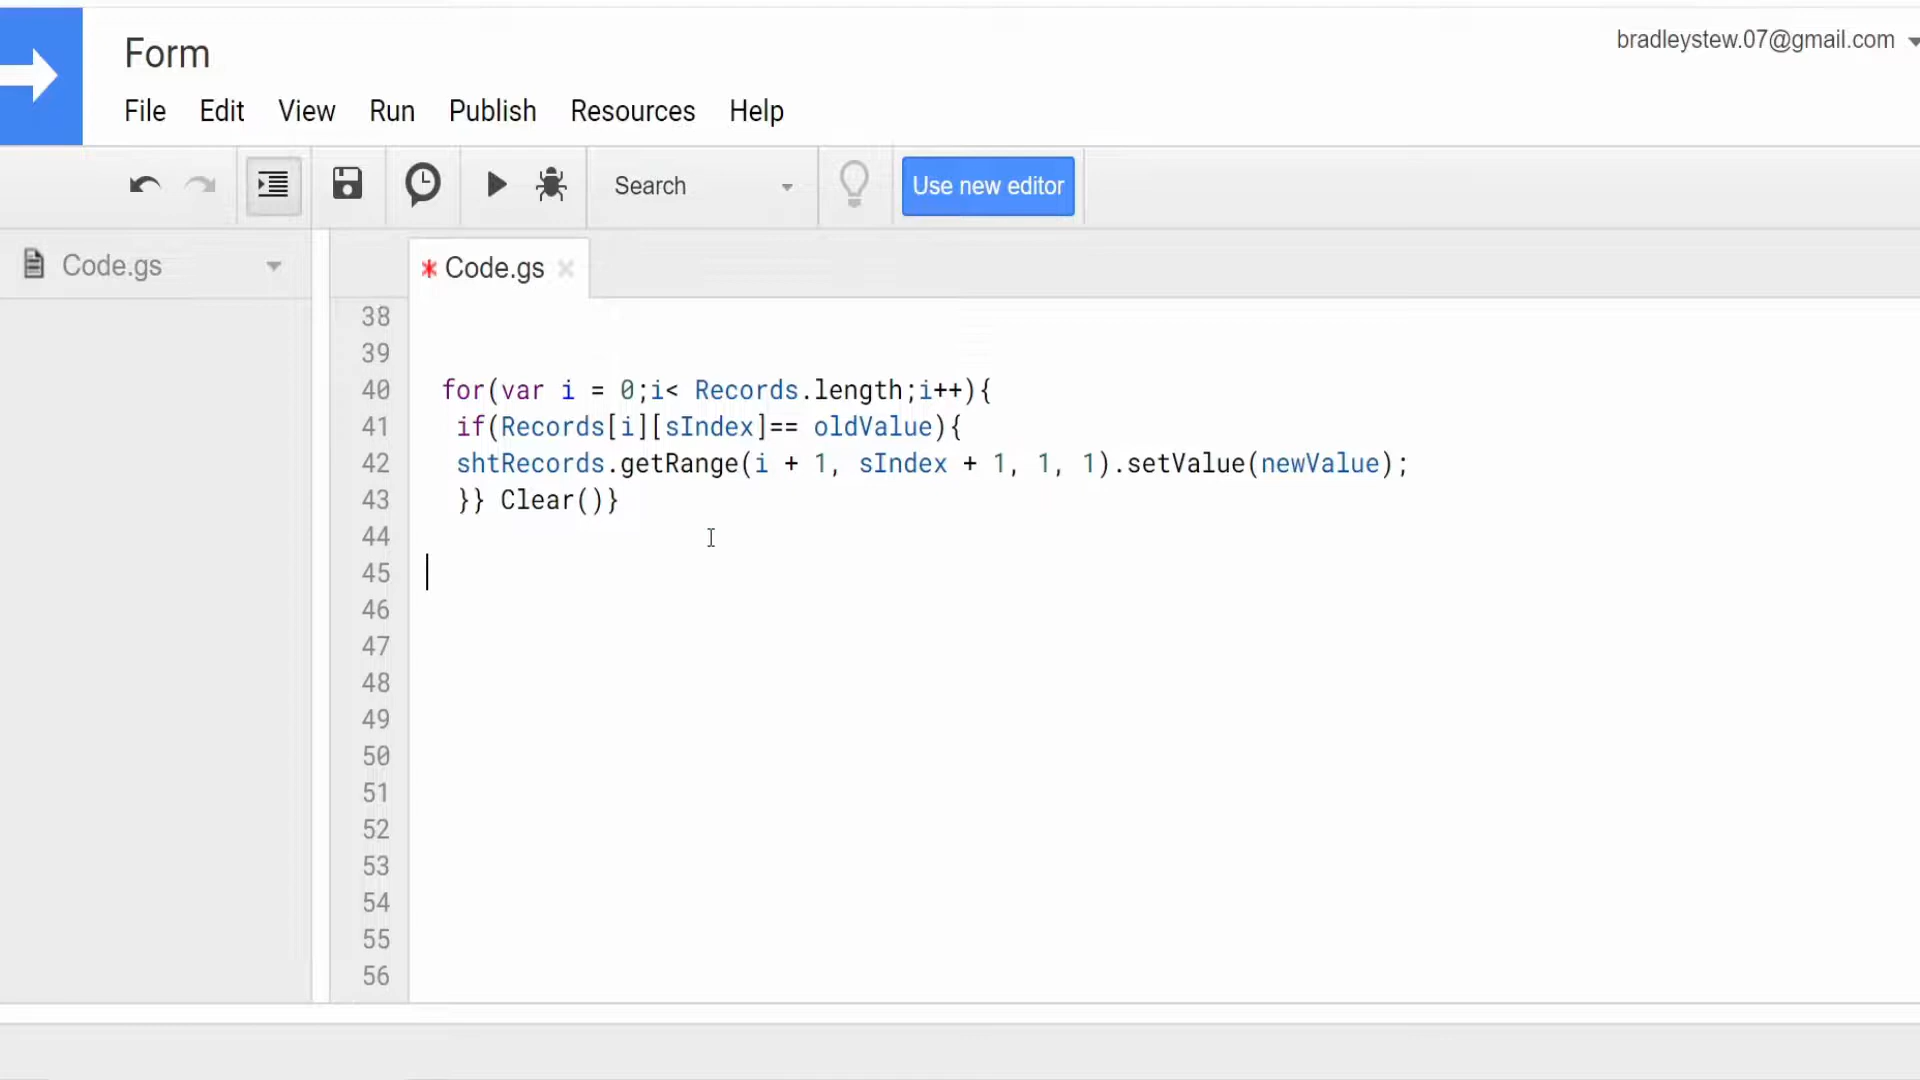 Form
bradleystew.07@gmail.com
File Edit View Run Publish Resources Help
Search
Use new editor
Code.gs
* Code.gs ×
38
39
40 for(var i = 0;i< Records.length;i++){
41 if(Records[i][sIndex]== oldValue){
42 shtRecords.getRange(i + 1, sIndex + 1, 1, 1).setValue(newValue);
43 }} Clear()}
44
45
46
47
48
49
50
51
52
53
54
55
56